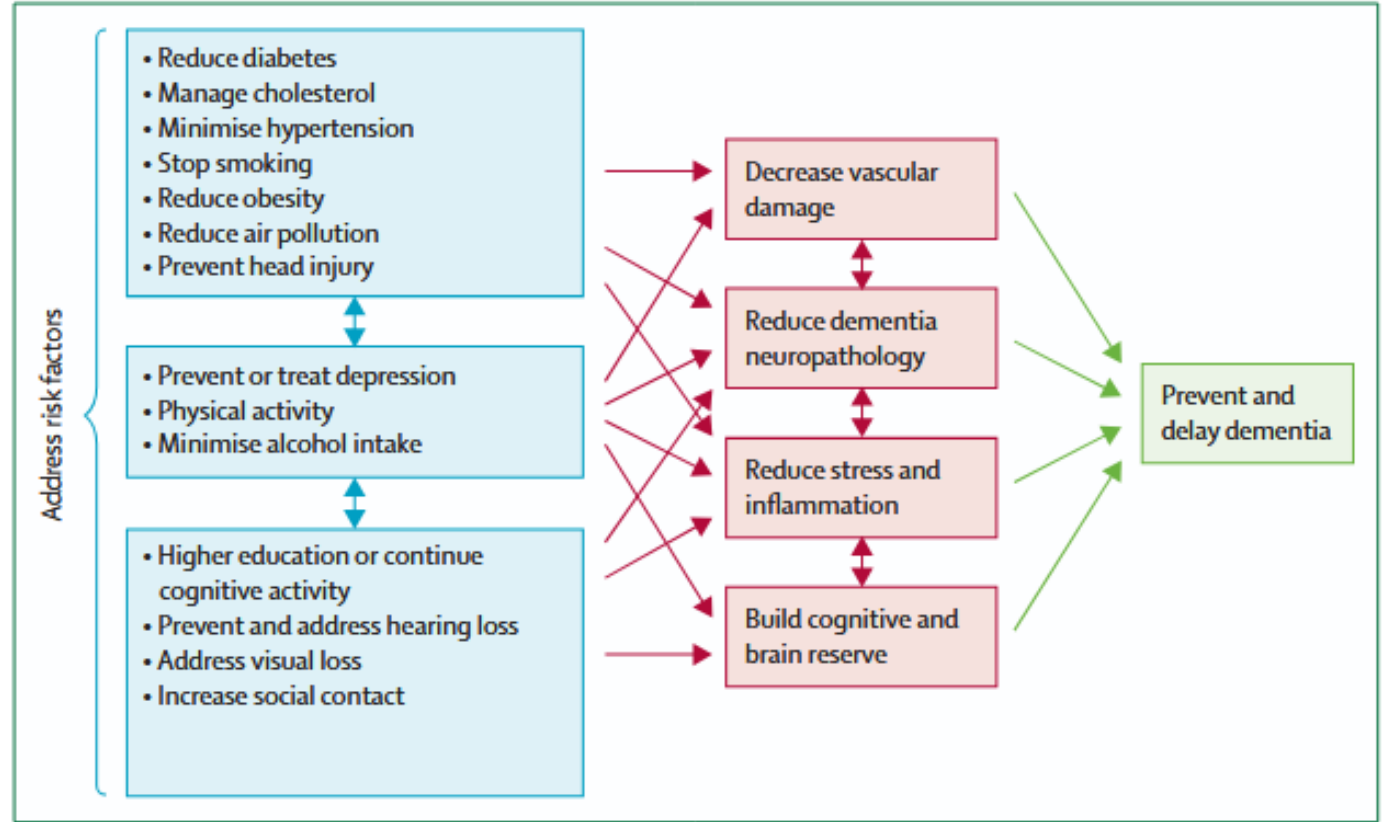 Address risk factors
• Reduce diabetes
• Manage cholesterol
• Minimise hypertension
• Stop smoking
• Reduce obesity
• Reduce air pollution
• Prevent head injury
• Prevent or treat depression
• Physical activity
• Minimise alcohol intake
• Higher education or continue
cognitive activity
• Prevent and address hearing loss
• Address visual loss
• Increase social contact
Decrease vascular
damage
Reduce dementia
neuropathology
Reduce stress and
inflammation
Build cognitive and
brain reserve
Prevent and
delay dementia